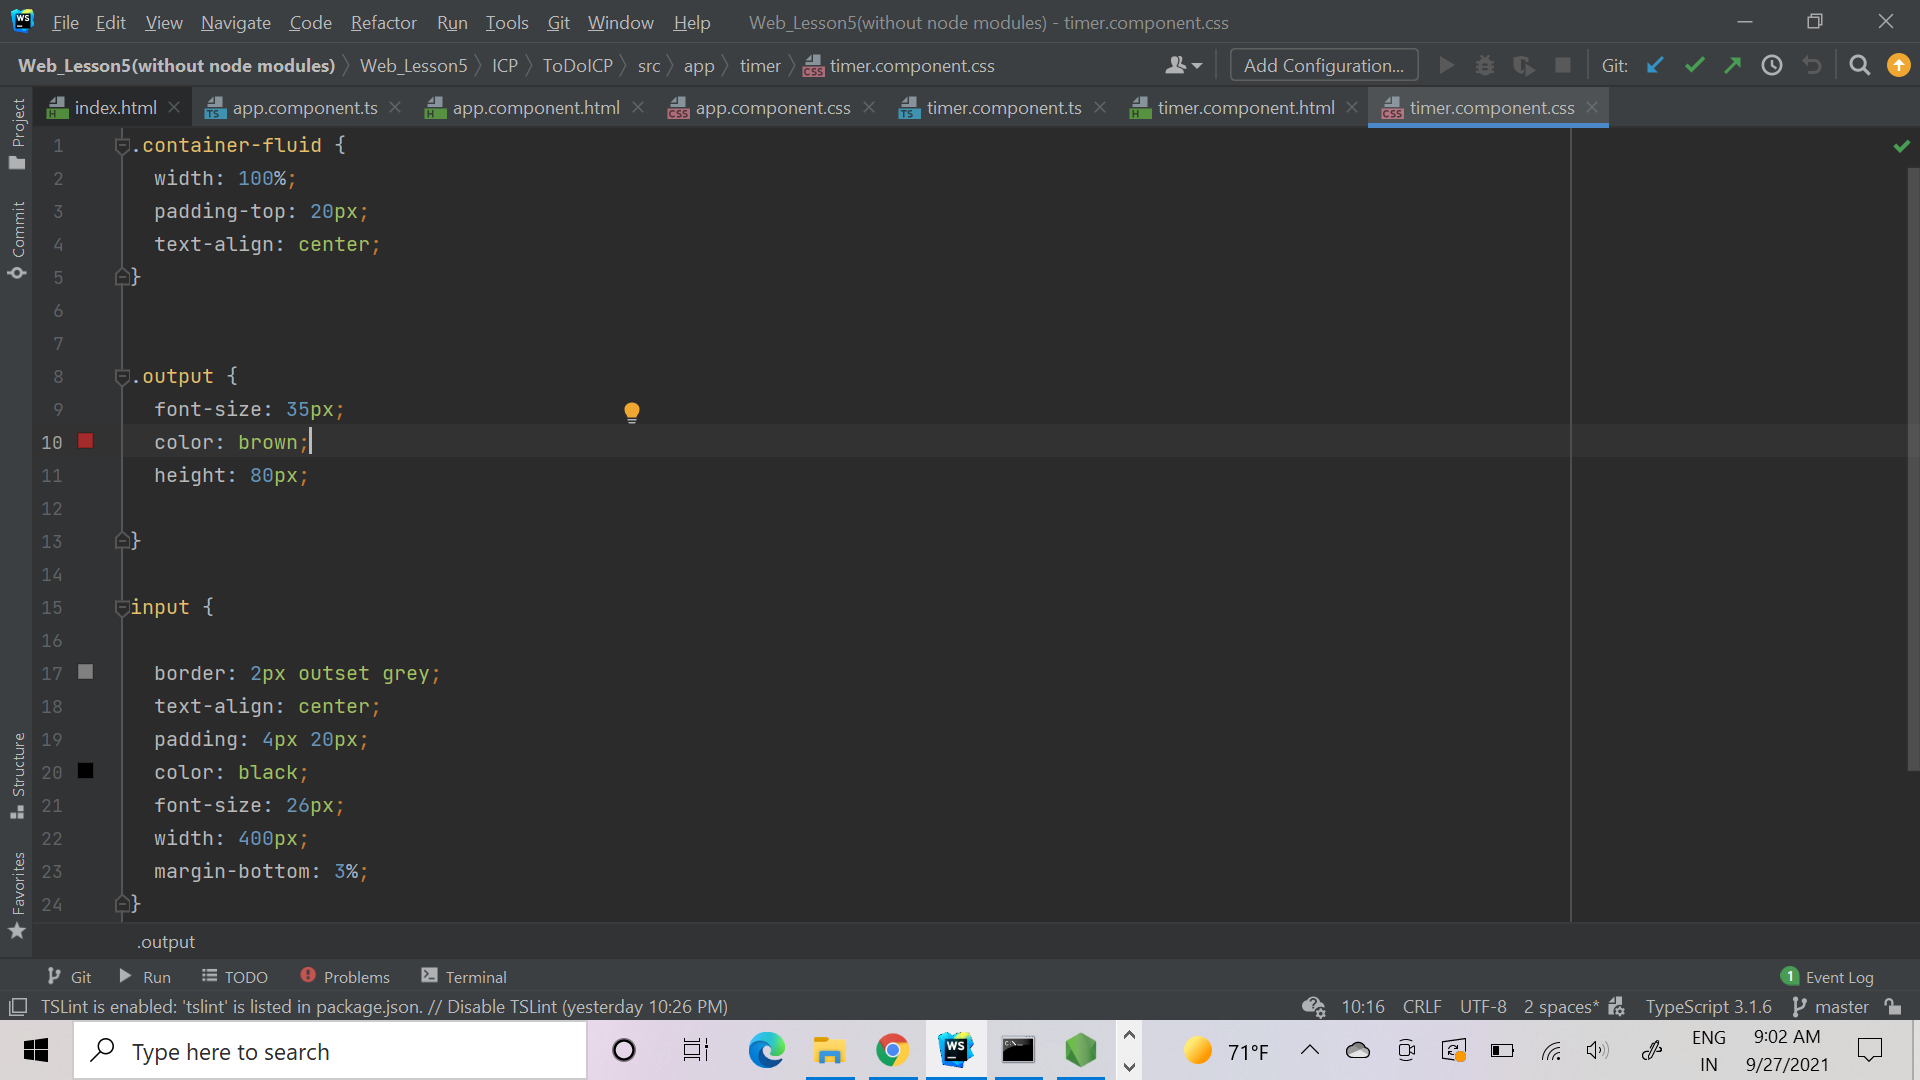 File Edit View Navigate Code Refactor Run Tools Git Window Help Web_Lesson5(without node modules) - timer.component.css
Web_Lesson5(without node modules) Web_Lesson5 ICP ToDoICP src app timer timer.component.css Add Configuration... Git:
index.html app.component.ts app.component.html app.component.css timer.component.ts timer.component.html timer.component.css
Project
Commit
Structure
Favorites
1 .container-fluid {
2 width: 100%;
3 padding-top: 20px;
4 text-align: center;
5 }
6
7
8 .output {
9 font-size: 35px;
10 color: brown;
11 height: 80px;
12
13 }
14
15 input {
16
17 border: 2px outset grey;
18 text-align: center;
19 padding: 4px 20px;
20 color: black;
21 font-size: 26px;
22 width: 400px;
23 margin-bottom: 3%;
24 }
.output
Git Run TODO Problems Terminal 1 Event Log
TSLint is enabled: 'tslint' is listed in package.json. // Disable TSLint (yesterday 10:26 PM) 10:16 CRLF UTF-8 2 spaces* TypeScript 3.1.6 master
Type here to search WS 71°F ENG 9:02 AM
IN 9/27/2021